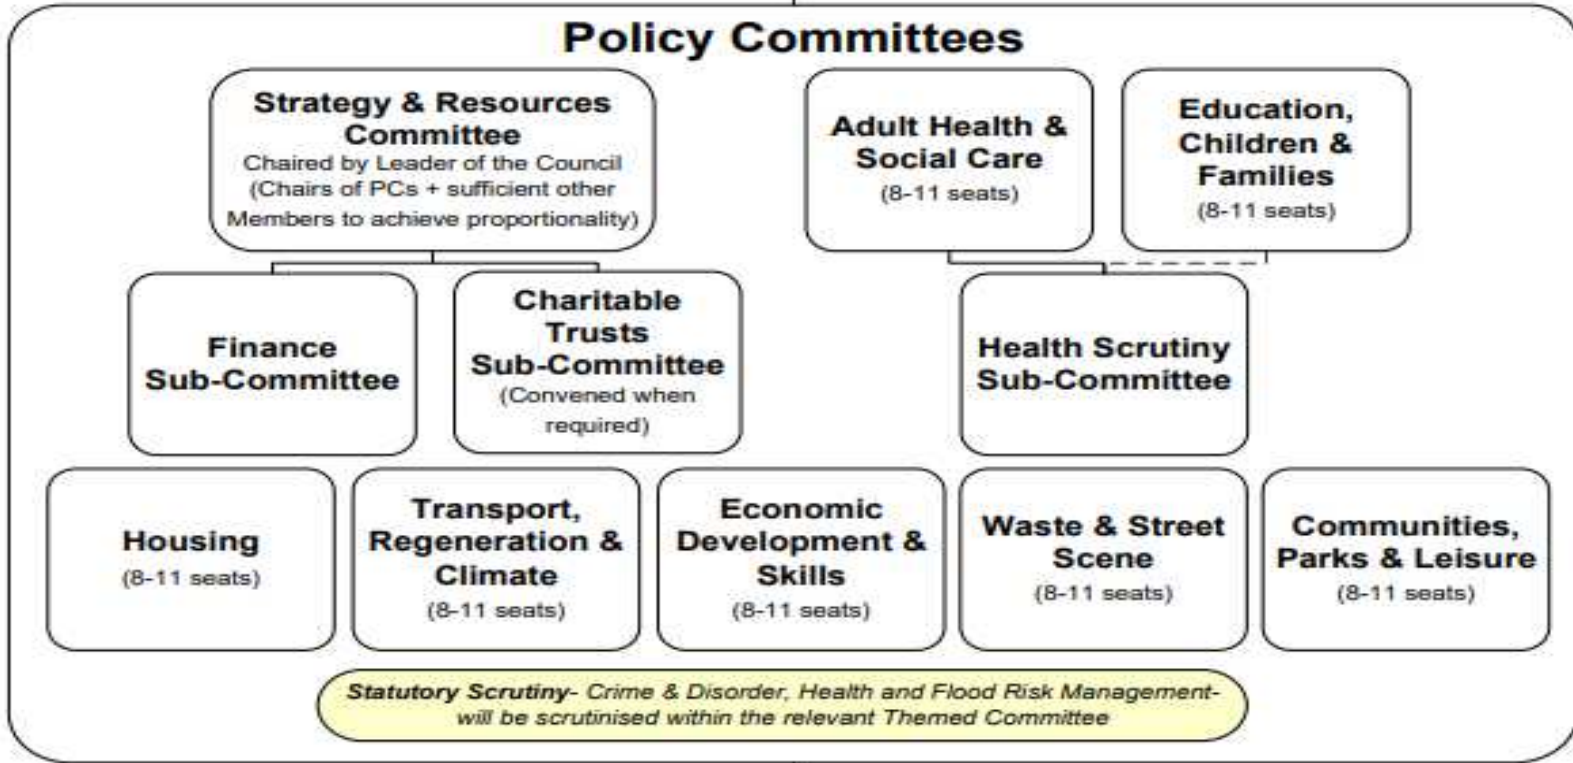 Policy Committees
Strategy & Resources
Committee
Chaired by Leader of the Council
(Chairs of PCs + sufficient other
Members to achieve proportionality)
Adult Health &
Social Care
(8-11 seats)
Education,
Children &
Families
(8-11 seats)
Finance
Sub-Committee
Charitable
Trusts
Sub-Committee
(Convened when
required)
Health Scrutiny
Sub-Committee
Housing
(8-11 seats)
Transport,
Regeneration &
Climate
(8-11 seats)
Economic
Development &
Skills
(8-11 seats)
Waste & Street
Scene
(8-11 seats)
Communities,
Parks & Leisure
(8-11 seats)
Statutory Scrutiny- Crime & Disorder, Health and Flood Risk Management-
will be scrutinised within the relevant Themed Committee